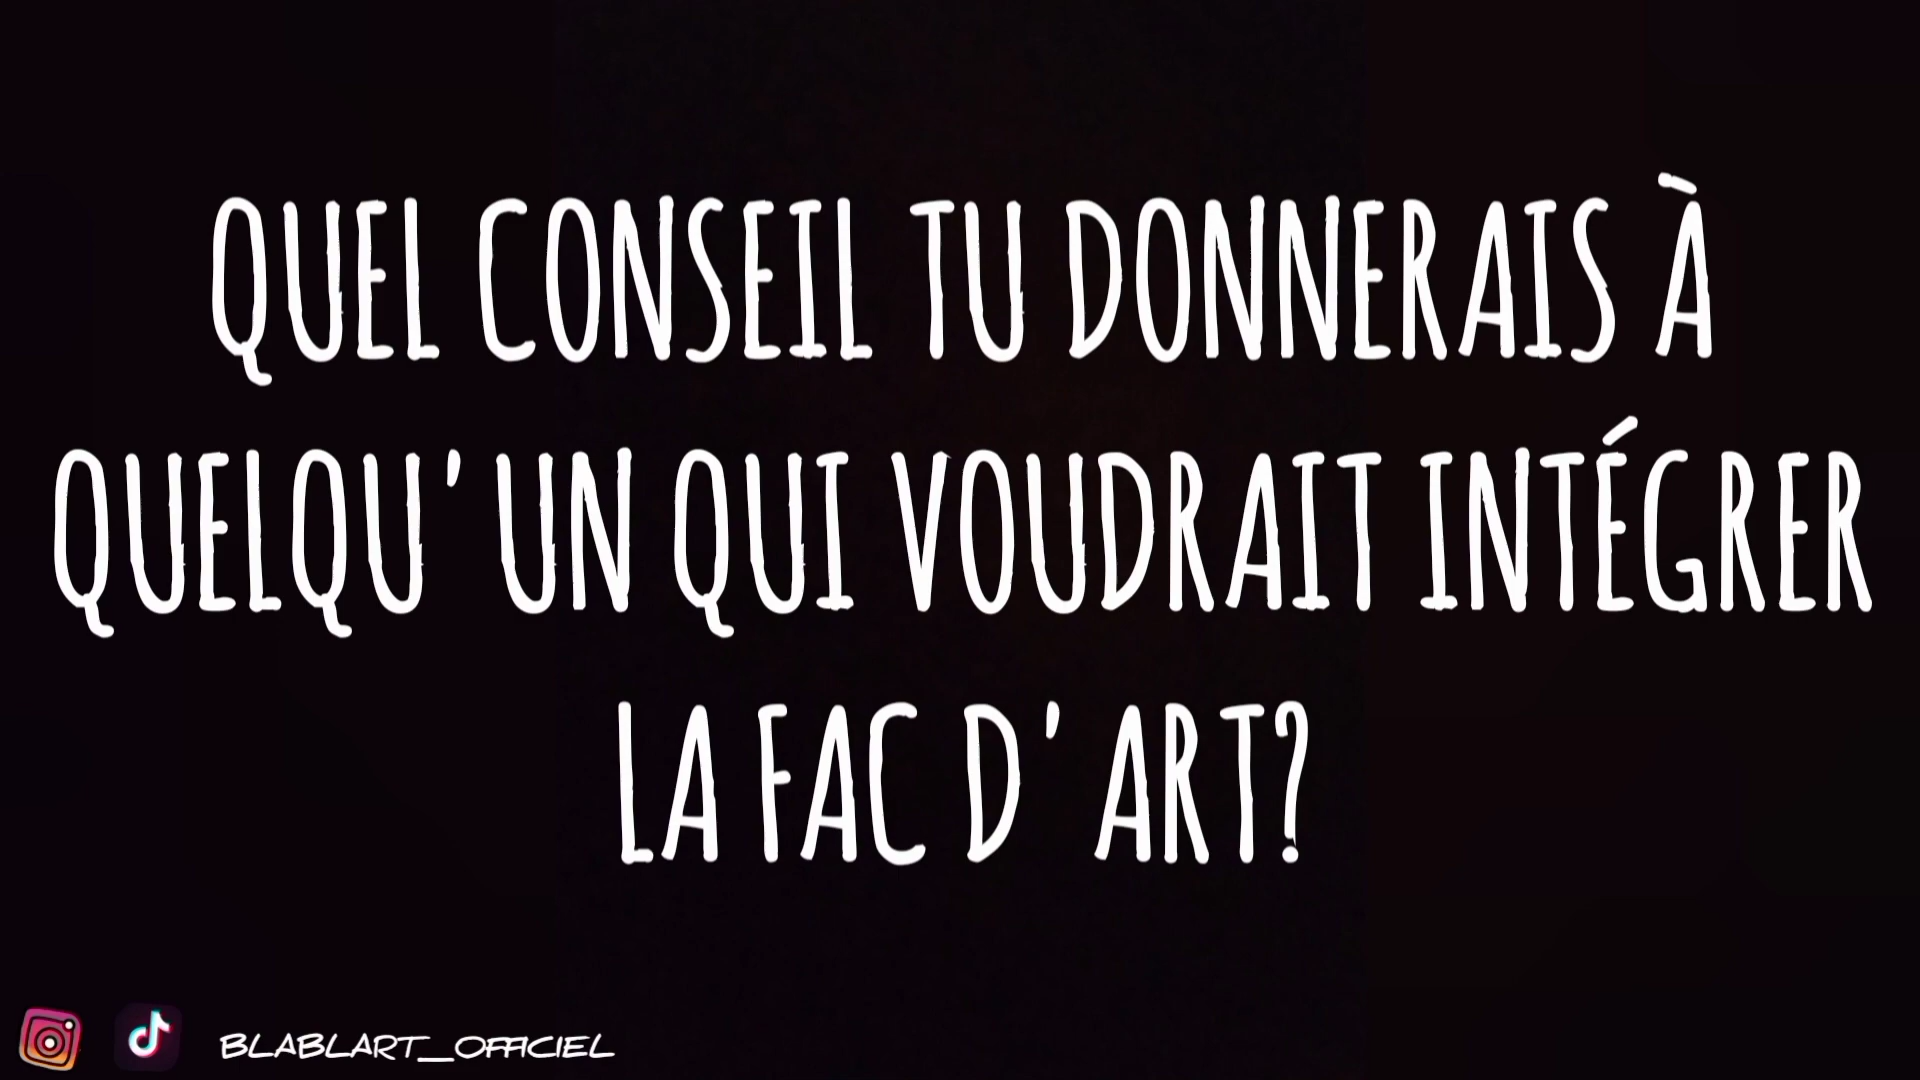 QUEL CONSEIL TU DONNERAIS À
QUELQU'UN QUI VOUDRAIT INTÉGRER
LA FAC D'ART?
BLABLART_OFFICIEL